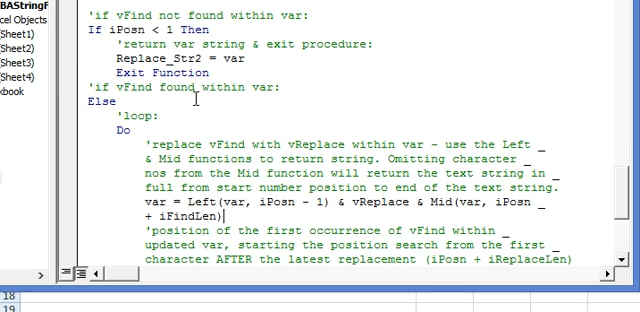 BAStringF
cel Objects
(Sheet1)
(Sheet2)
(Sheet3)
(Sheet4)
kbook
'if vFind not found within var:
If iPosn < 1 Then
'return var string & exit procedure:
Replace_Str2 = var
Exit Function
'if vFind found within var:
Else
'loop:
Do
'replace vFind with vReplace within var - use the Left _
& Mid functions to return string. Omitting character _
nos from the Mid function will return the text string in _
full from start number position to end of the text string.
var = Left(var, iPosn - 1) & vReplace & Mid(var, iPosn _
+ iFindLen)
'position of the first occurrence of vFind within _
updated var, starting the position search from the first _
character AFTER the latest replacement (iPosn + iReplaceLen)
18
19